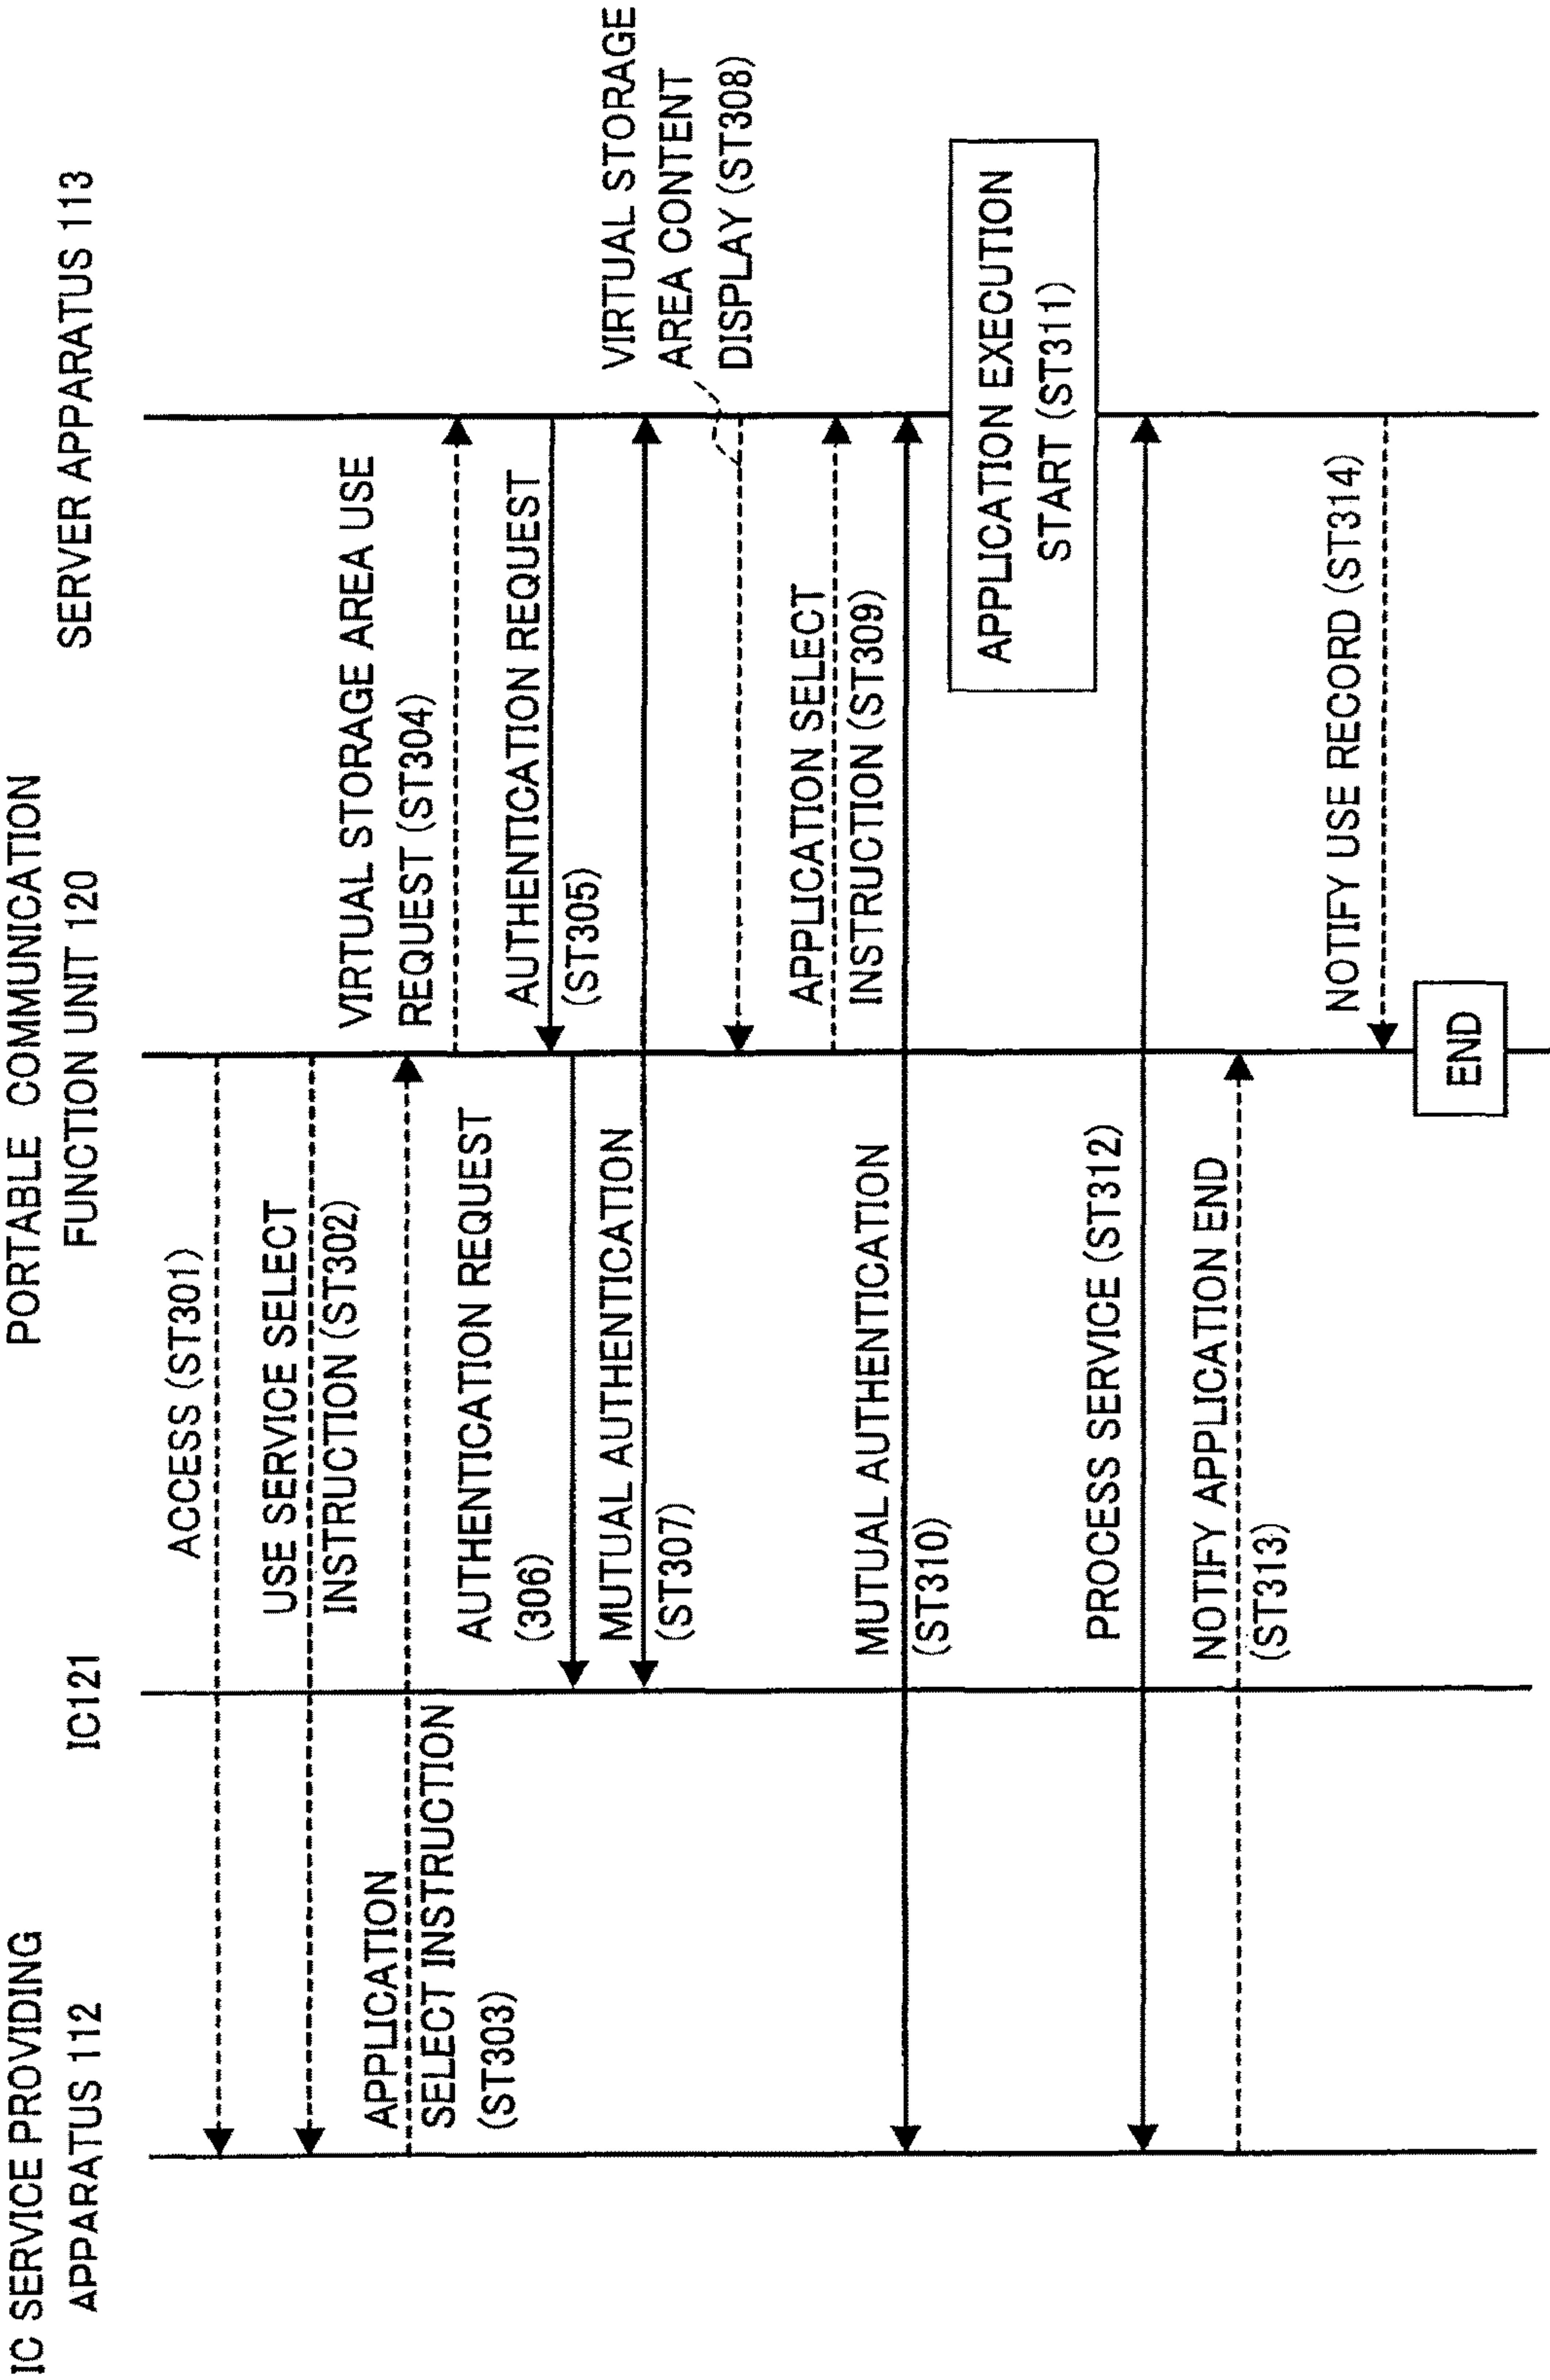 IC SERVICE PROVIDING
APPARATUS 112
IC121
PORTABLE COMMUNICATION
FUNCTION UNIT 120
SERVER APPARATUS 113
ACCESS (ST301)
USE SERVICE SELECT
INSTRUCTION (ST302)
APPLICATION
SELECT INSTRUCTION
(ST303)
VIRTUAL STORAGE AREA USE
REQUEST (ST304)
AUTHENTICATION REQUEST
(ST305)
AUTHENTICATION REQUEST
(306)
MUTUAL AUTHENTICATION
(ST307)
VIRTUAL STORAGE
AREA CONTENT
DISPLAY (ST308)
APPLICATION SELECT
INSTRUCTION (ST309)
MUTUAL AUTHENTICATION
(ST310)
APPLICATION EXECUTION
START (ST311)
PROCESS SERVICE (ST312)
NOTIFY APPLICATION END
(ST313)
NOTIFY USE RECORD (ST314)
END